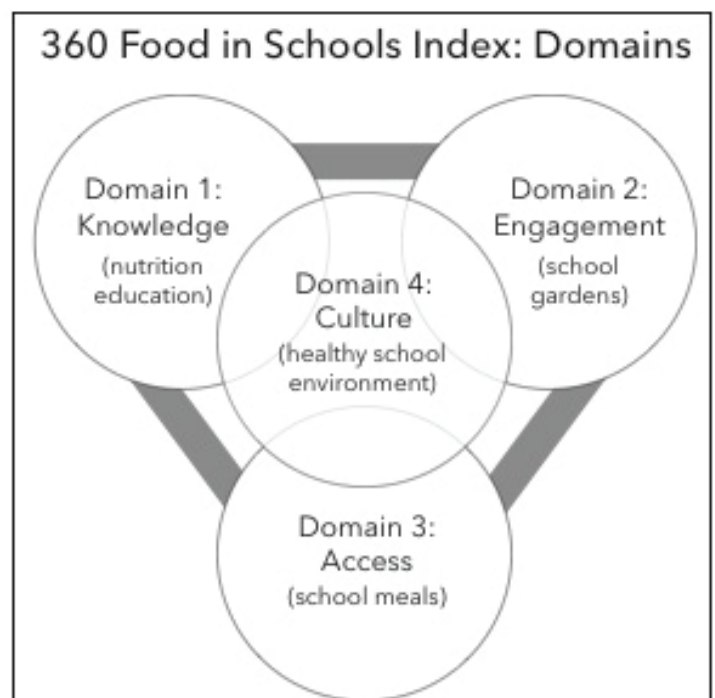 360 Food in Schools Index: Domains
Domain 1:
Knowledge
(nutrition
education)
Domain 2:
Engagement
(school
gardens)
Domain 4:
Culture
(healthy school
environment)
Domain 3:
Access
(school meals)